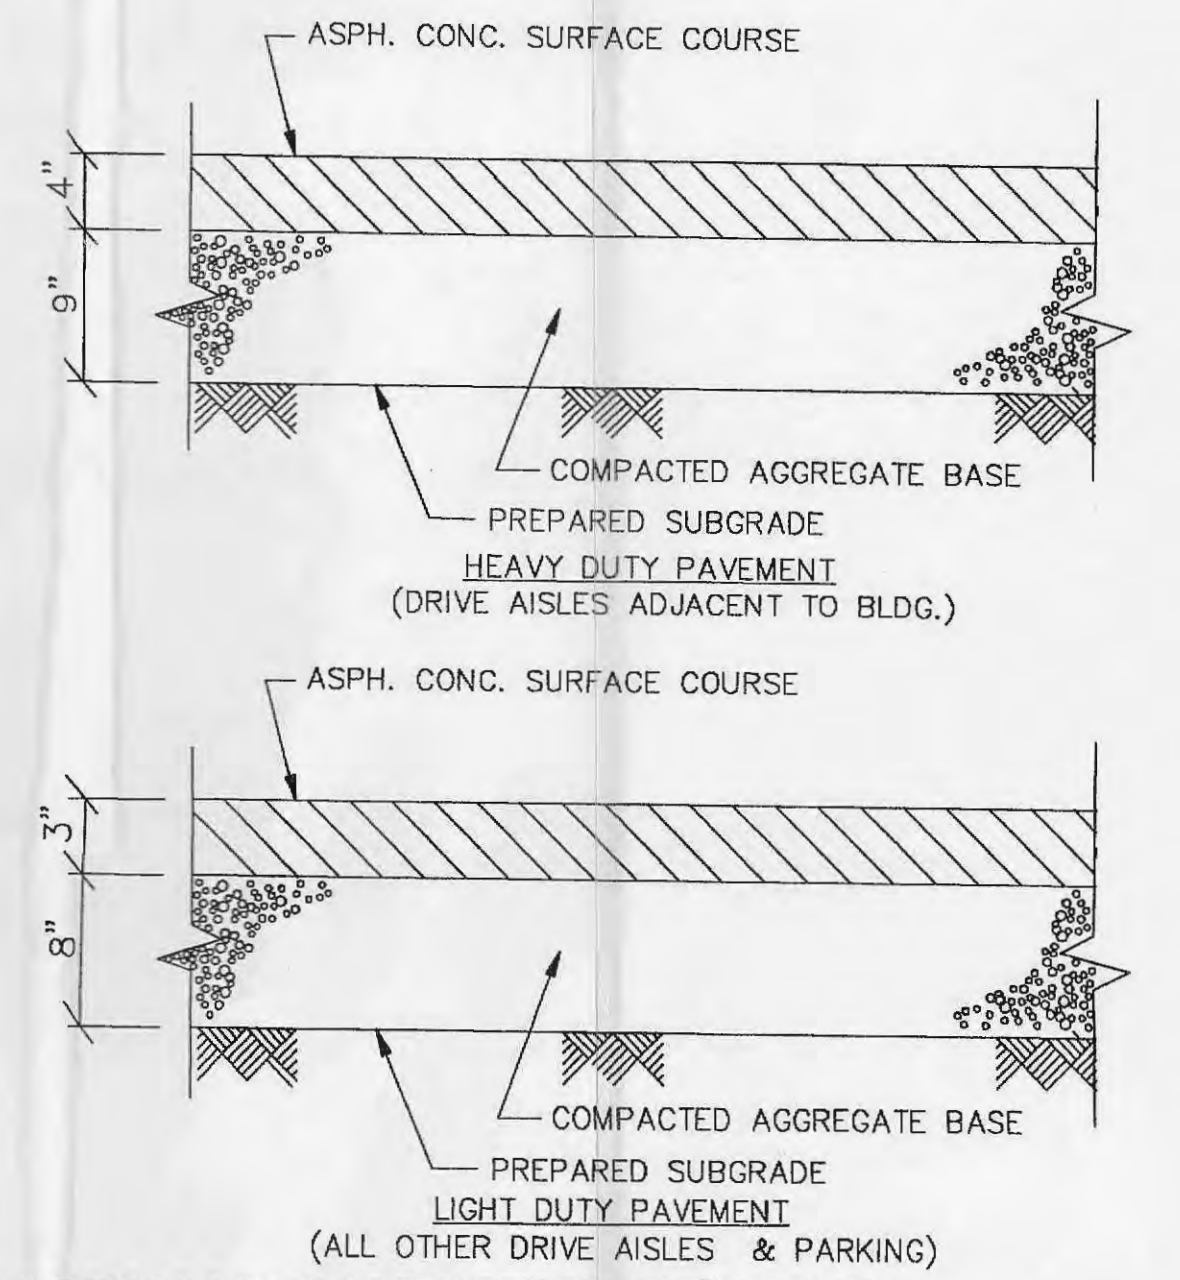 ASPH. CONC. SURFACE COURSE
4"
9"
COMPACTED AGGREGATE BASE
PREPARED SUBGRADE
HEAVY DUTY PAVEMENT
(DRIVE AISLES ADJACENT TO BLDG.)
ASPH. CONC. SURFACE COURSE
3"
8"
COMPACTED AGGREGATE BASE
PREPARED SUBGRADE
LIGHT DUTY PAVEMENT
(ALL OTHER DRIVE AISLES & PARKING)